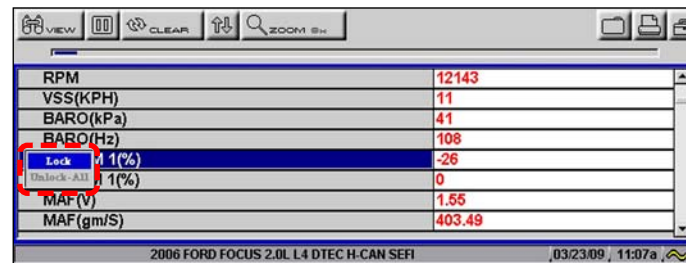 VIEW CLEAR ZOOM
RPM 12143
VSS(KPH) 11
BARO(kPa) 41
BARO(Hz) 108
Lock M 1(%) -26
Unlock-All M 1(%) 0
MAF(V) 1.55
MAF(gm/S) 403.49
2006 FORD FOCUS 2.0L L4 DTEC H-CAN SEFI 03/23/09 11:07a